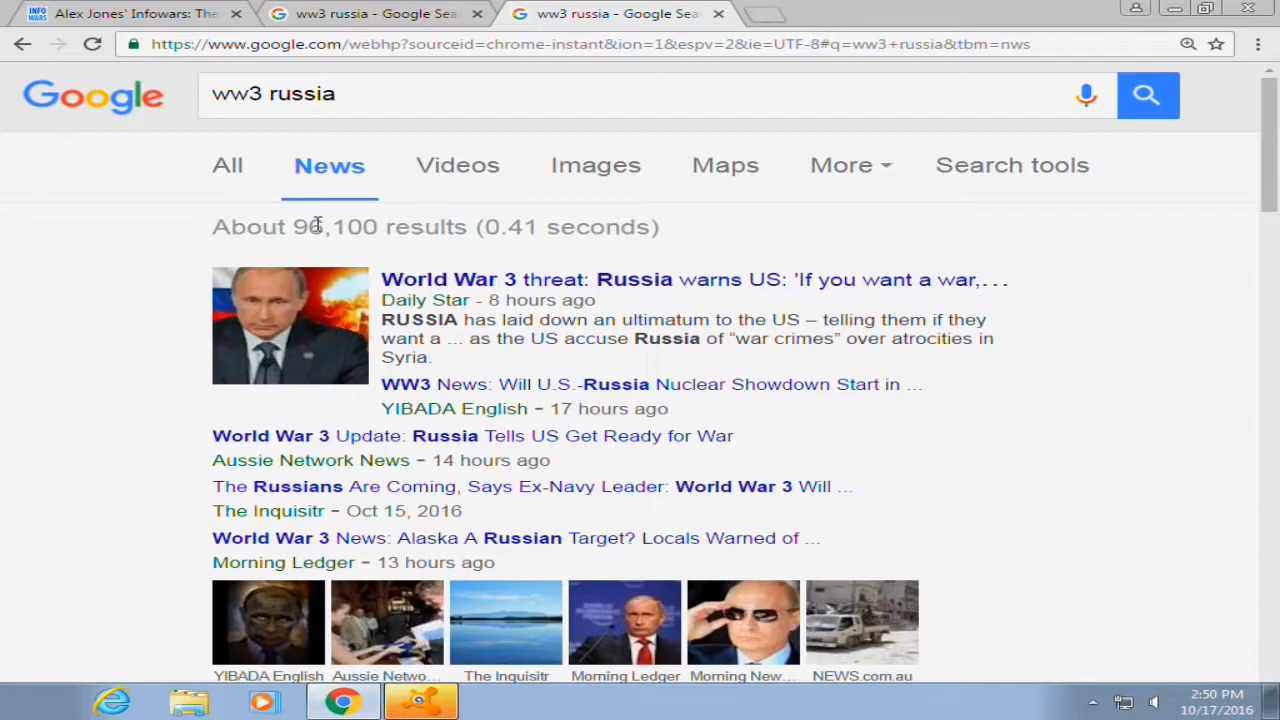 INFO WARS
Alex Jones' Infowars: The
ww3 russia - Google Sea
ww3 russia - Google Sea
https://www.google.com/webhp?sourceid=chrome-instant&ion=1&espv=2&ie=UTF-8#q=ww3+russia&tbm=nws
Google
ww3 russia
All News Videos Images Maps More Search tools
About 96,100 results (0.41 seconds)
World War 3 threat: Russia warns US: 'If you want a war,...
Daily Star - 8 hours ago
RUSSIA has laid down an ultimatum to the US – telling them if they
want a ... as the US accuse Russia of “war crimes” over atrocities in
Syria.
WW3 News: Will U.S.-Russia Nuclear Showdown Start in ...
YIBADA English - 17 hours ago
World War 3 Update: Russia Tells US Get Ready for War
Aussie Network News - 14 hours ago
The Russians Are Coming, Says Ex-Navy Leader: World War 3 Will ...
The Inquisitr - Oct 15, 2016
World War 3 News: Alaska A Russian Target? Locals Warned of ...
Morning Ledger - 13 hours ago
YIBADA English Aussie Netwo... The Inquisitr Morning Ledger Morning New... NEWS.com.au
2:50 PM
10/17/2016